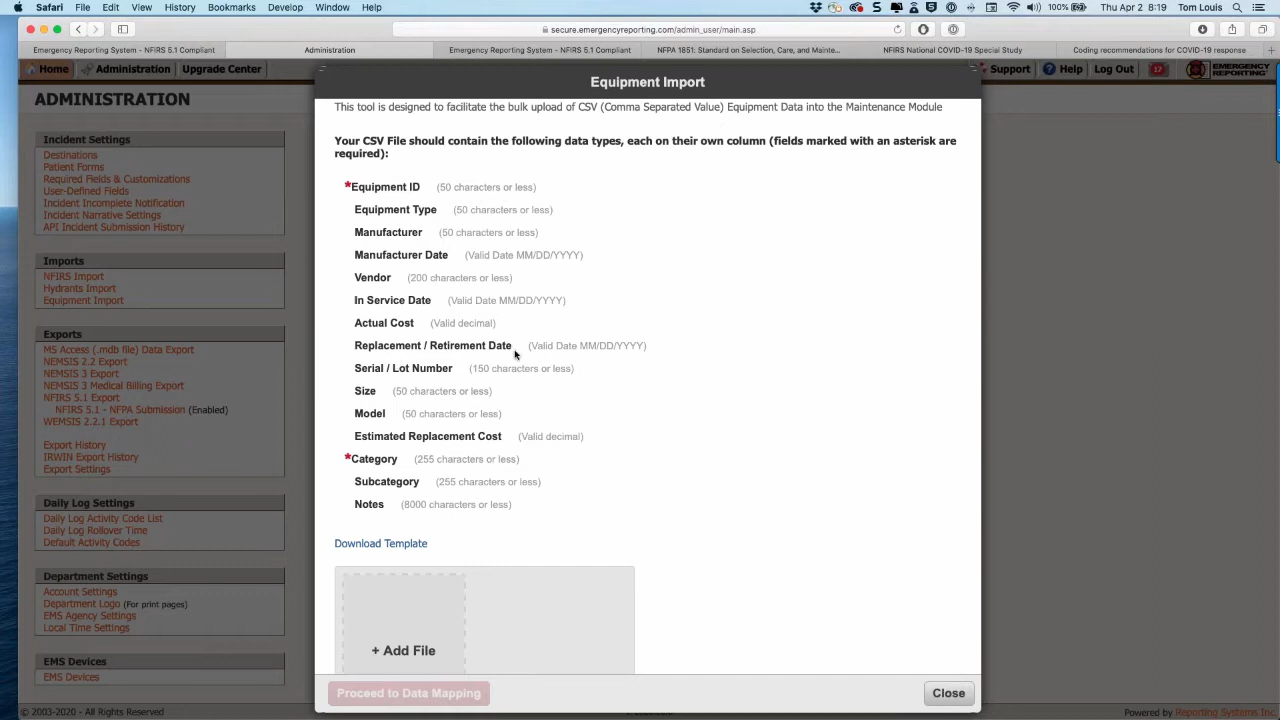 Safari File Edit View History Bookmarks Develop Window Help 100% Thu Apr 2 8:19 Tom Louis
secure.emergencyreporting.com/admin_user/main.asp
Emergency Reporting System - NFIRS 5.1 Compliant Administration Emergency Reporting System - NFIRS 5.1 Compliant NFPA 1851: Standard on Selection, Care, and Mainte... NFIRS National COVID-19 Special Study Coding recommendations for COVID-19 response
Home Administration Upgrade Center Support Help Log Out 17 EMERGENCY REPORTING
ADMINISTRATION
Incident Settings
Destinations
Patient Forms
Required Fields & Customizations
User-Defined Fields
Incident Incomplete Notification
Incident Narrative Settings
API Incident Submission History
Imports
NFIRS Import
Hydrants Import
Equipment Import
Exports
MS Access (.mdb file) Data Export
NEMSIS 2.2 Export
NEMSIS 3 Export
NEMSIS 3 Medical Billing Export
NFIRS 5.1 Export
NFIRS 5.1 - NFPA Submission (Enabled)
WEMSIS 2.2.1 Export
Export History
IRWIN Export History
Export Settings
Daily Log Settings
Daily Log Activity Code List
Daily Log Rollover Time
Default Activity Codes
Department Settings
Account Settings
Department Logo (For print pages)
EMS Agency Settings
Local Time Settings
EMS Devices
EMS Devices
Equipment Import
This tool is designed to facilitate the bulk upload of CSV (Comma Separated Value) Equipment Data into the Maintenance Module
Your CSV File should contain the following data types, each on their own column (fields marked with an asterisk are
required):
*Equipment ID (50 characters or less)
Equipment Type (50 characters or less)
Manufacturer (50 characters or less)
Manufacturer Date (Valid Date MM/DD/YYYY)
Vendor (200 characters or less)
In Service Date (Valid Date MM/DD/YYYY)
Actual Cost (Valid decimal)
Replacement / Retirement Date (Valid Date MM/DD/YYYY)
Serial / Lot Number (150 characters or less)
Size (50 characters or less)
Model (50 characters or less)
Estimated Replacement Cost (Valid decimal)
*Category (255 characters or less)
Subcategory (255 characters or less)
Notes (8000 characters or less)
Download Template
+ Add File
Proceed to Data Mapping Close
© 2003-2020 - All Rights Reserved Powered by Reporting Systems Inc